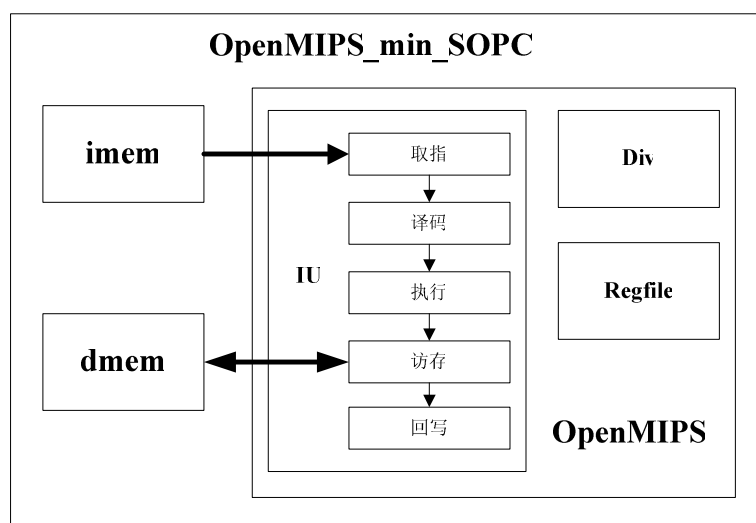 OpenMIPS_min_SOPC
imem
取指
Div
译码
IU
执行
Regfile
dmem
访存
回写
OpenMIPS